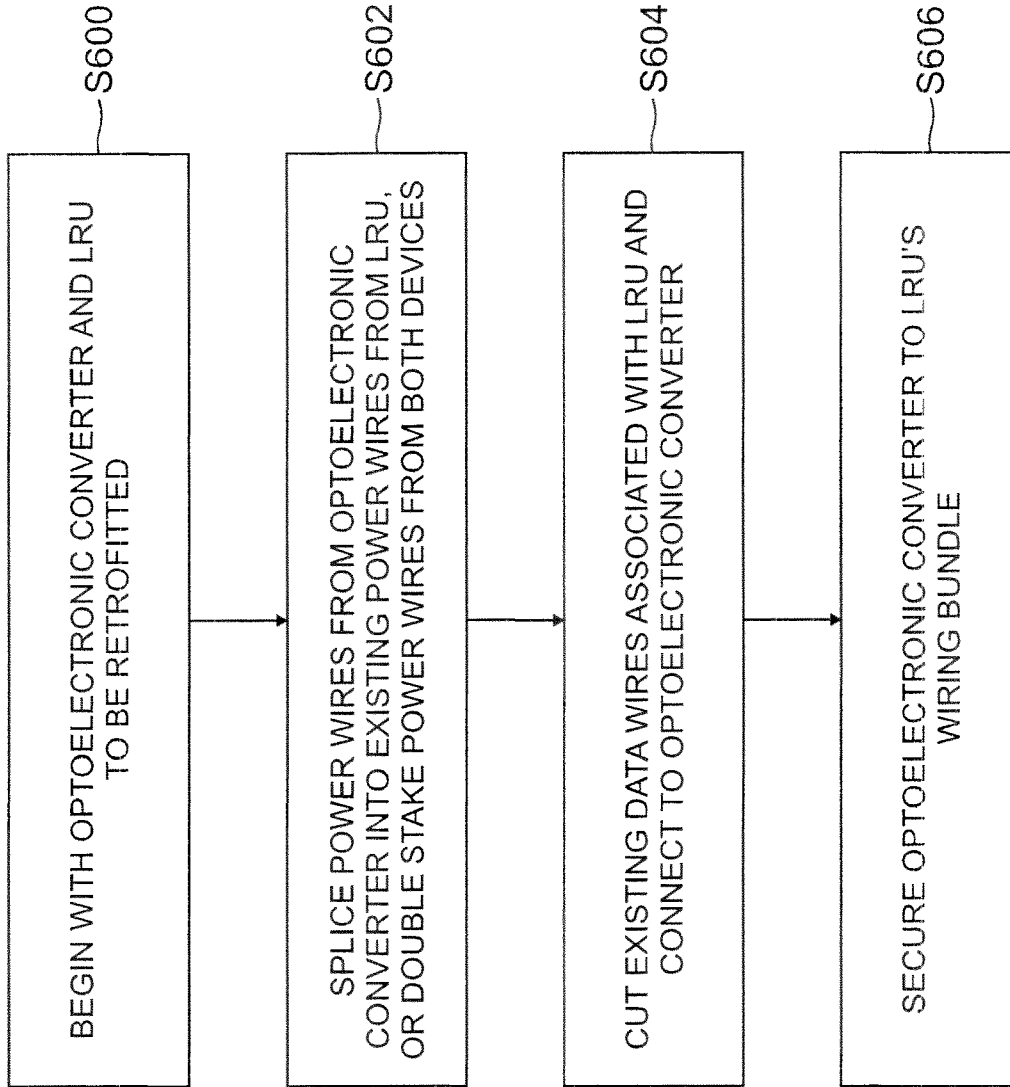 BEGIN WITH OPTOELECTRONIC CONVERTER AND LRU
TO BE RETROFITTED
S600
SPLICE POWER WIRES FROM OPTOELECTRONIC
CONVERTER INTO EXISTING POWER WIRES FROM LRU,
OR DOUBLE STAKE POWER WIRES FROM BOTH DEVICES
S602
CUT EXISTING DATA WIRES ASSOCIATED WITH LRU AND
CONNECT TO OPTOELECTRONIC CONVERTER
S604
SECURE OPTOELECTRONIC CONVERTER TO LRU'S
WIRING BUNDLE
S606